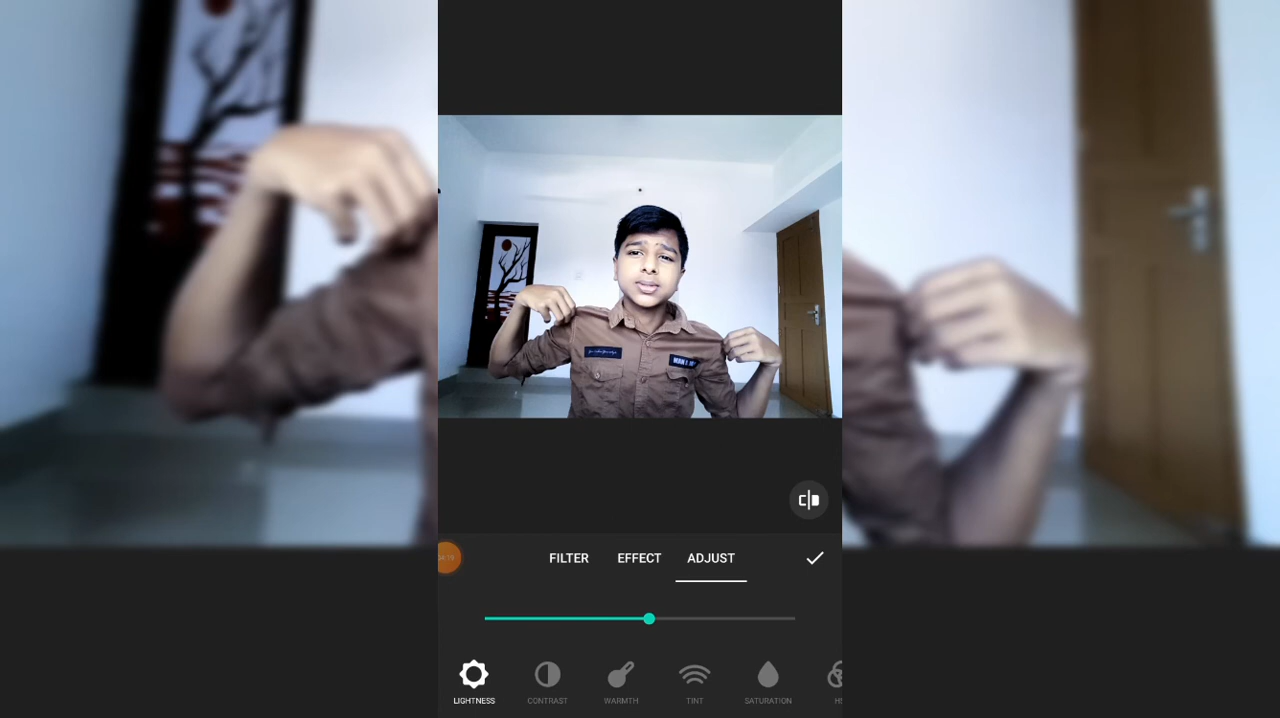 FILTER EFFECT ADJUST
LIGHTNESS CONTRAST WARMTH TINT SATURATION